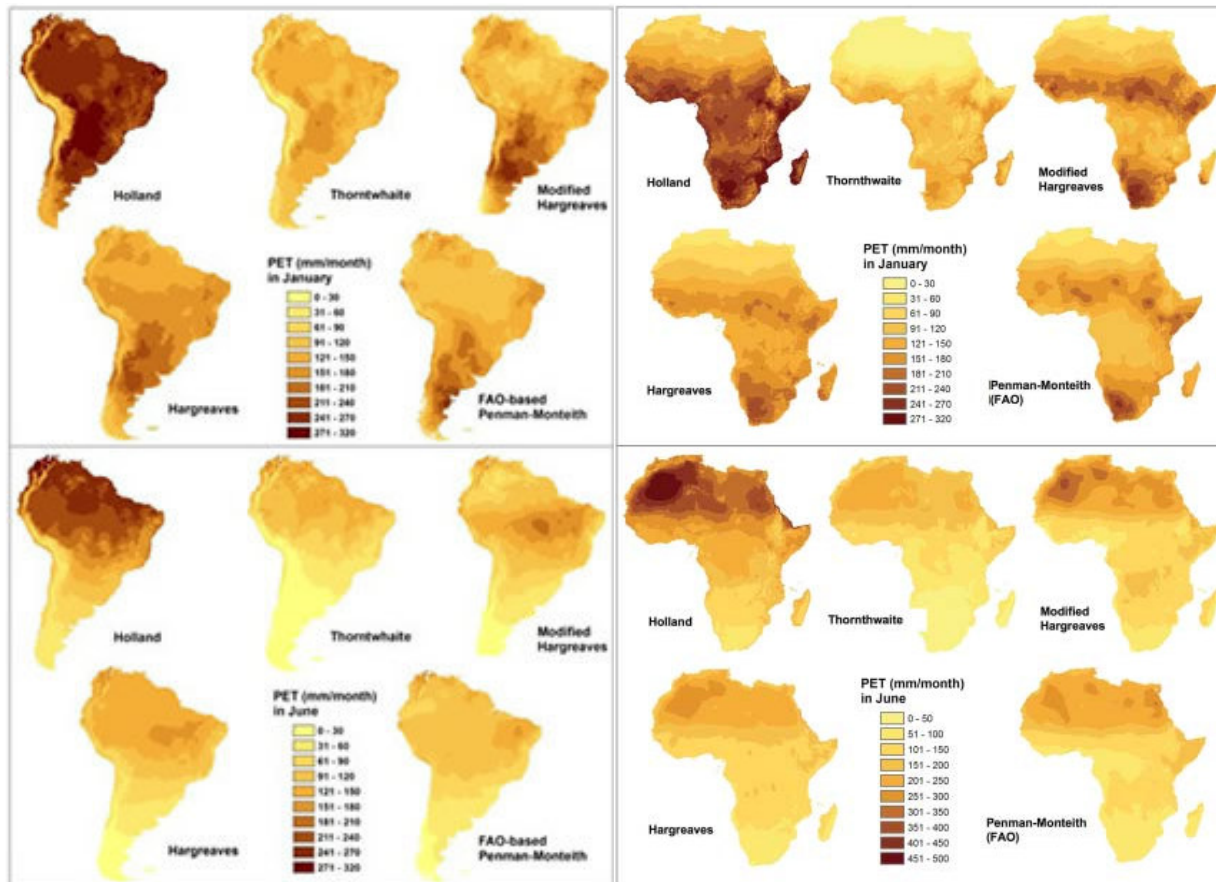 Holland
Thorntwhaite
Modified
Hargreaves
PET (mm/month)
in January
0 - 30
31 - 60
61 - 90
91 - 120
121 - 150
151 - 180
181 - 210
211 - 240
241 - 270
271 - 320
Hargreaves
FAO-based
Penman-Monteith
Holland
Thornthwaite
Modified
Hargreaves
PET (mm/month)
in January
0 - 30
31 - 60
61 - 90
91 - 120
121 - 150
151 - 180
181 - 210
211 - 240
241 - 270
271 - 320
Hargreaves
Penman-Monteith
(FAO)
Holland
Thorntwhaite
Modified
Hargreaves
PET (mm/month)
in June
0 - 30
31 - 60
61 - 90
91 - 120
121 - 150
151 - 180
181 - 210
211 - 240
241 - 270
271 - 320
Hargreaves
FAO-based
Penman-Monteith
Holland
Thornthwaite
Modified
Hargreaves
PET (mm/month)
in June
0 - 50
51 - 100
101 - 150
151 - 200
201 - 250
251 - 300
301 - 350
351 - 400
401 - 450
451 - 500
Hargreaves
Penman-Monteith
(FAO)